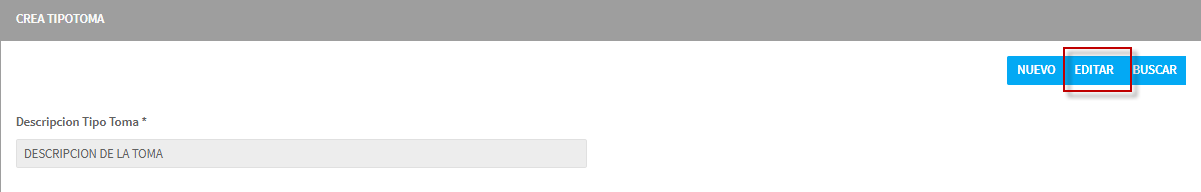 CREA TIPOTOMA
NUEVO EDITAR BUSCAR
Descripcion Tipo Toma *
DESCRIPCION DE LA TOMA